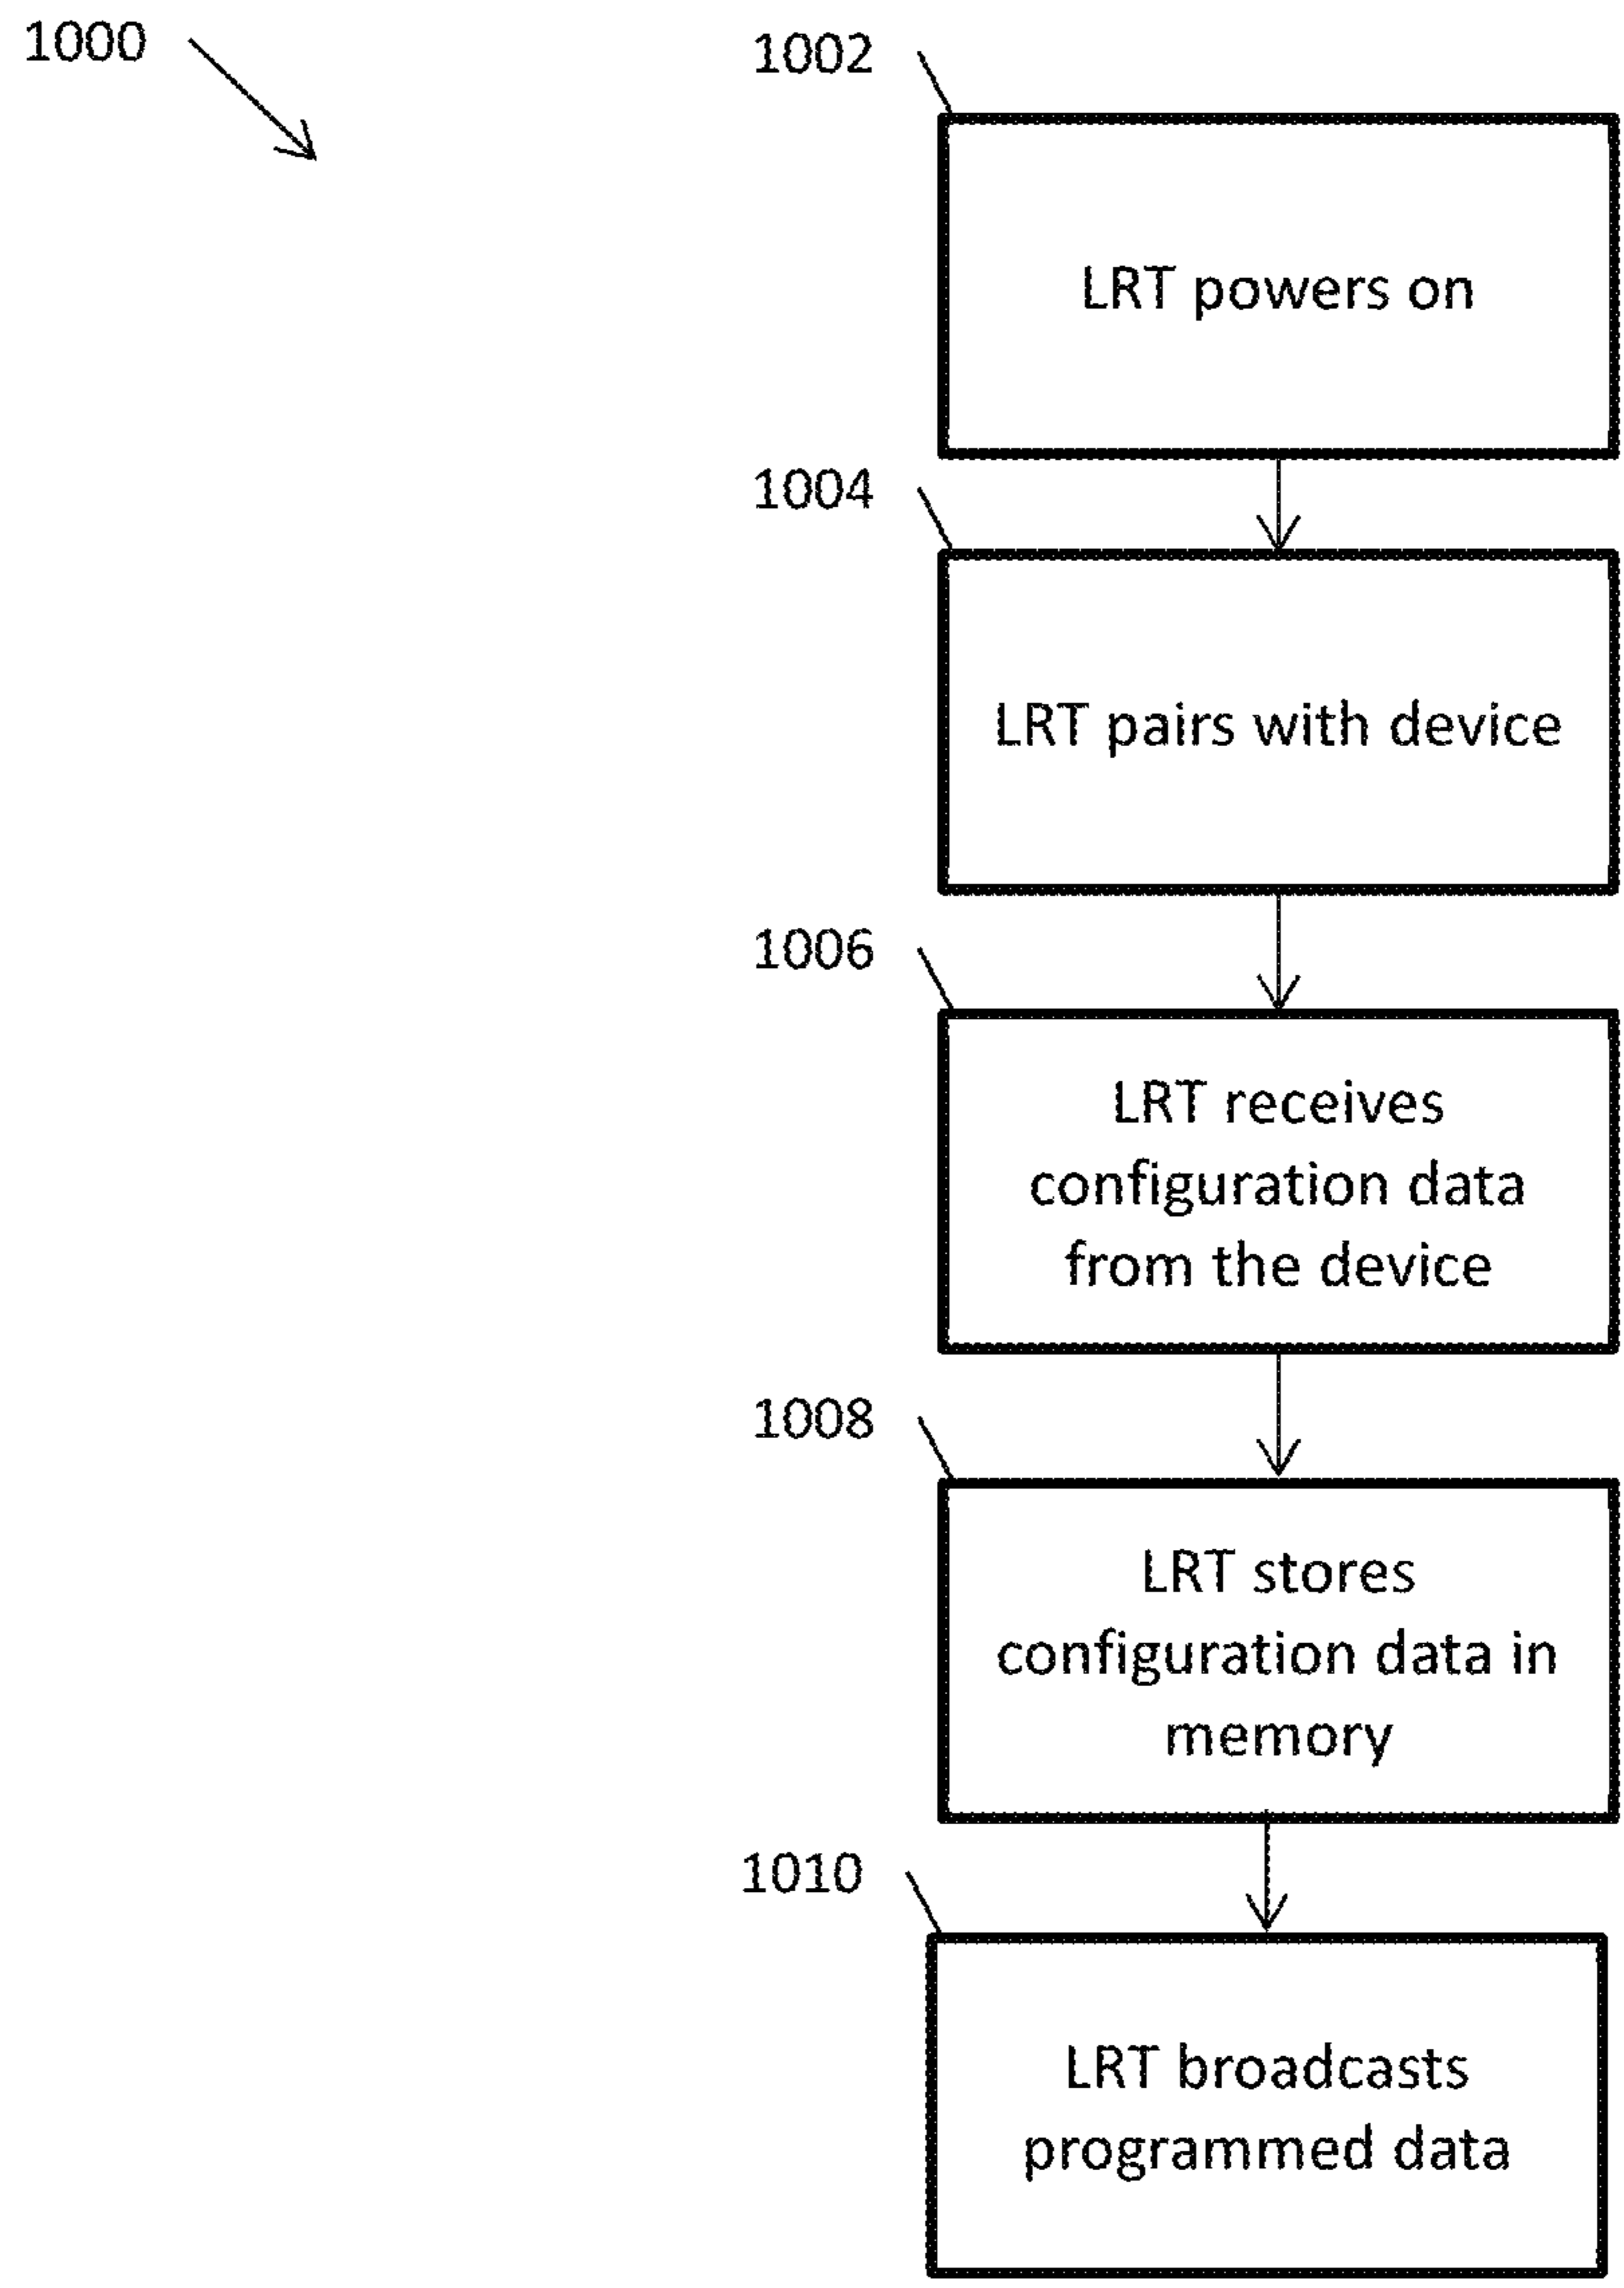 1000
1002
LRT powers on
1004
LRT pairs with device
1006
LRT receives
configuration data
from the device
1008
LRT stores
configuration data in
memory
1010
LRT broadcasts
programmed data